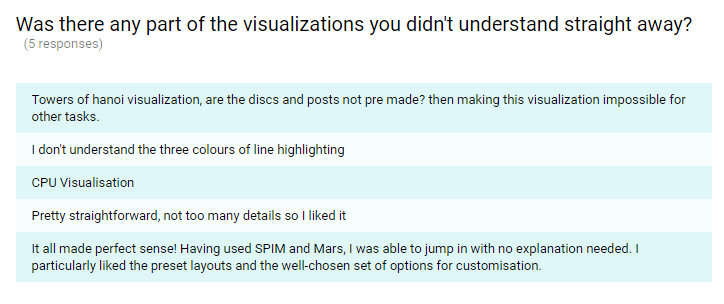 Was there any part of the visualizations you didn't understand straight away?
(5 responses)
Towers of hanoi visualization, are the discs and posts not pre made? then making this visualization impossible for
other tasks.
I don't understand the three colours of line highlighting
CPU Visualisation
Pretty straightforward, not too many details so I liked it
It all made perfect sense! Having used SPIM and Mars, I was able to jump in with no explanation needed. I
particularly liked the preset layouts and the well-chosen set of options for customisation.